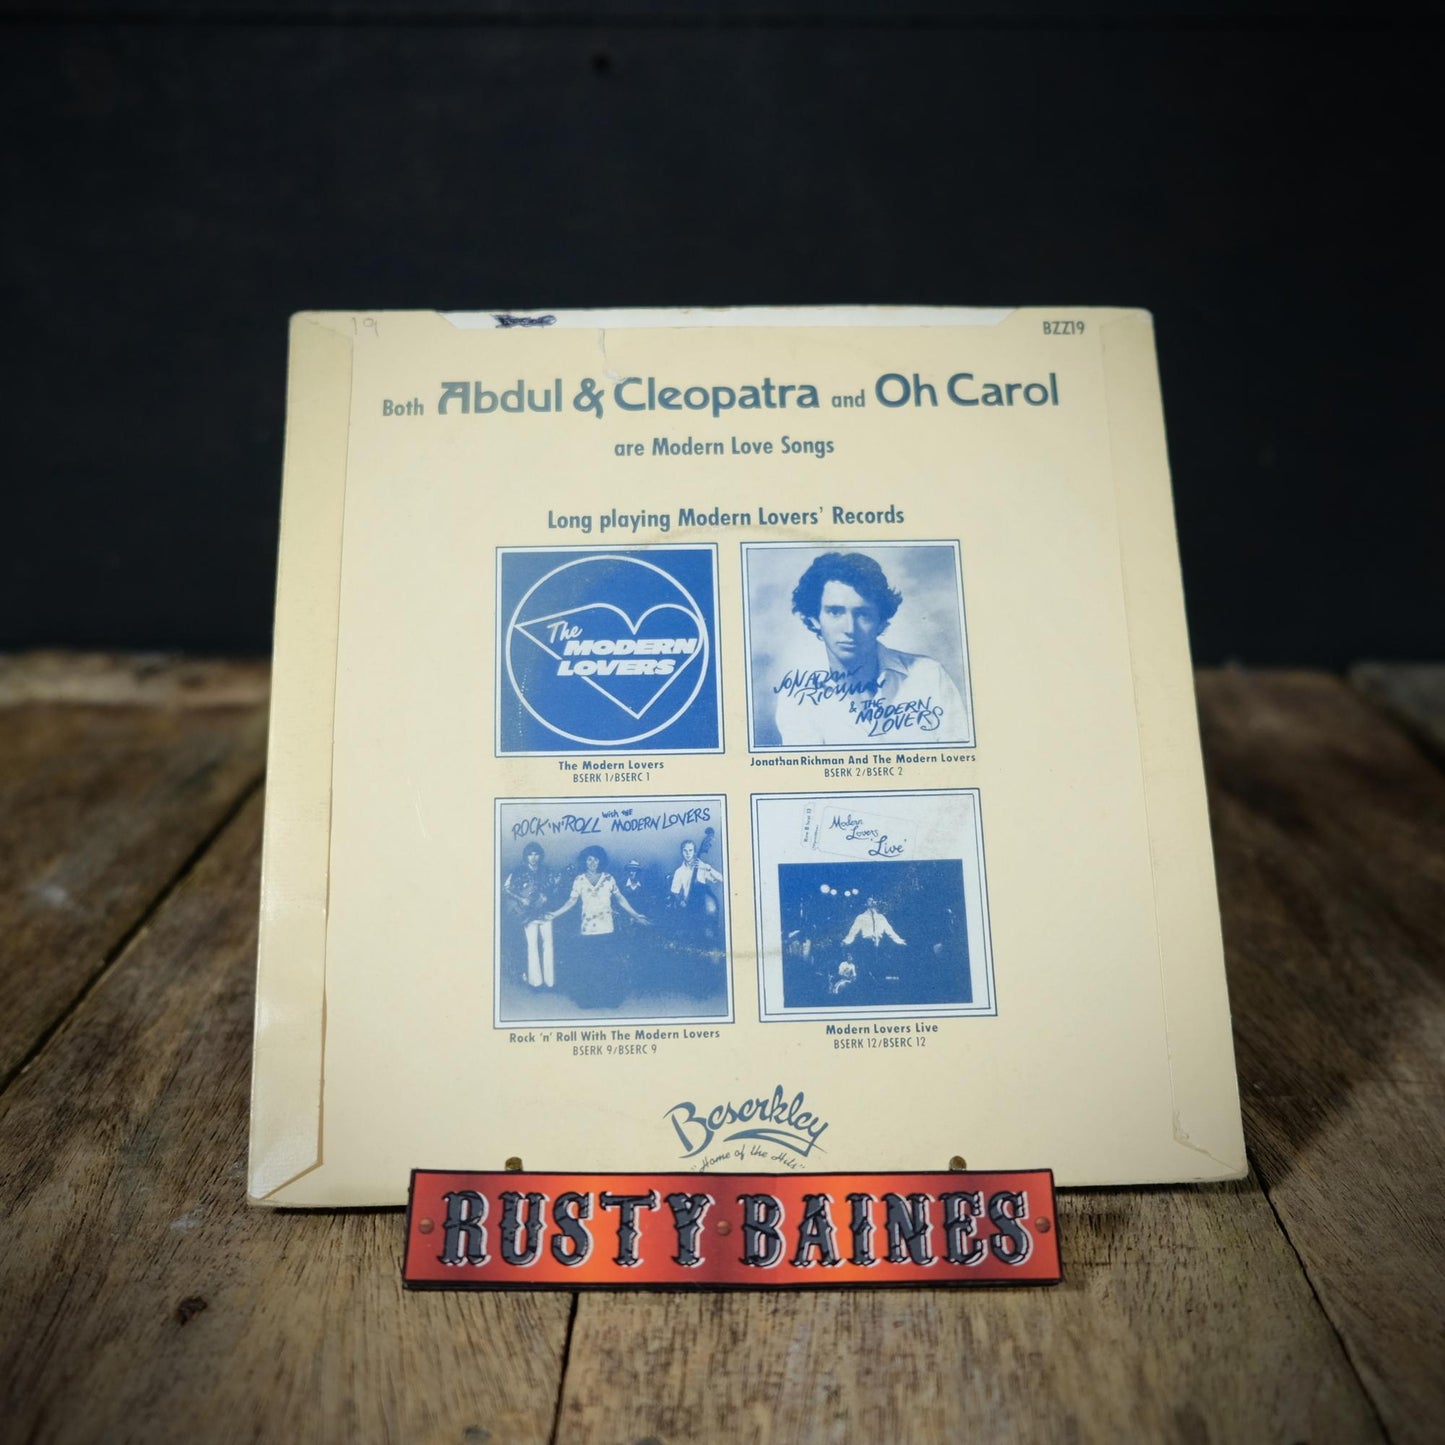 19
BZZ19
Both Abdul & Cleopatra and Oh Carol
are Modern Love Songs
Long playing Modern Lovers' Records
The
MODERN
LOVERS
JONATHAN
RICHMAN
& THE
MODERN
LOVERS
The Modern Lovers
BSERK 1/BSERC 1
Jonathan Richman And The Modern Lovers
BSERK 2/BSERC 2
ROCK 'N' ROLL with the MODERN LOVERS
Modern
Lovers
'Live'
Rock 'n' Roll With The Modern Lovers
BSERK 9/BSERC 9
Modern Lovers Live
BSERK 12/BSERC 12
Beserkley
"Home of the Hits"
RUSTY BAINES